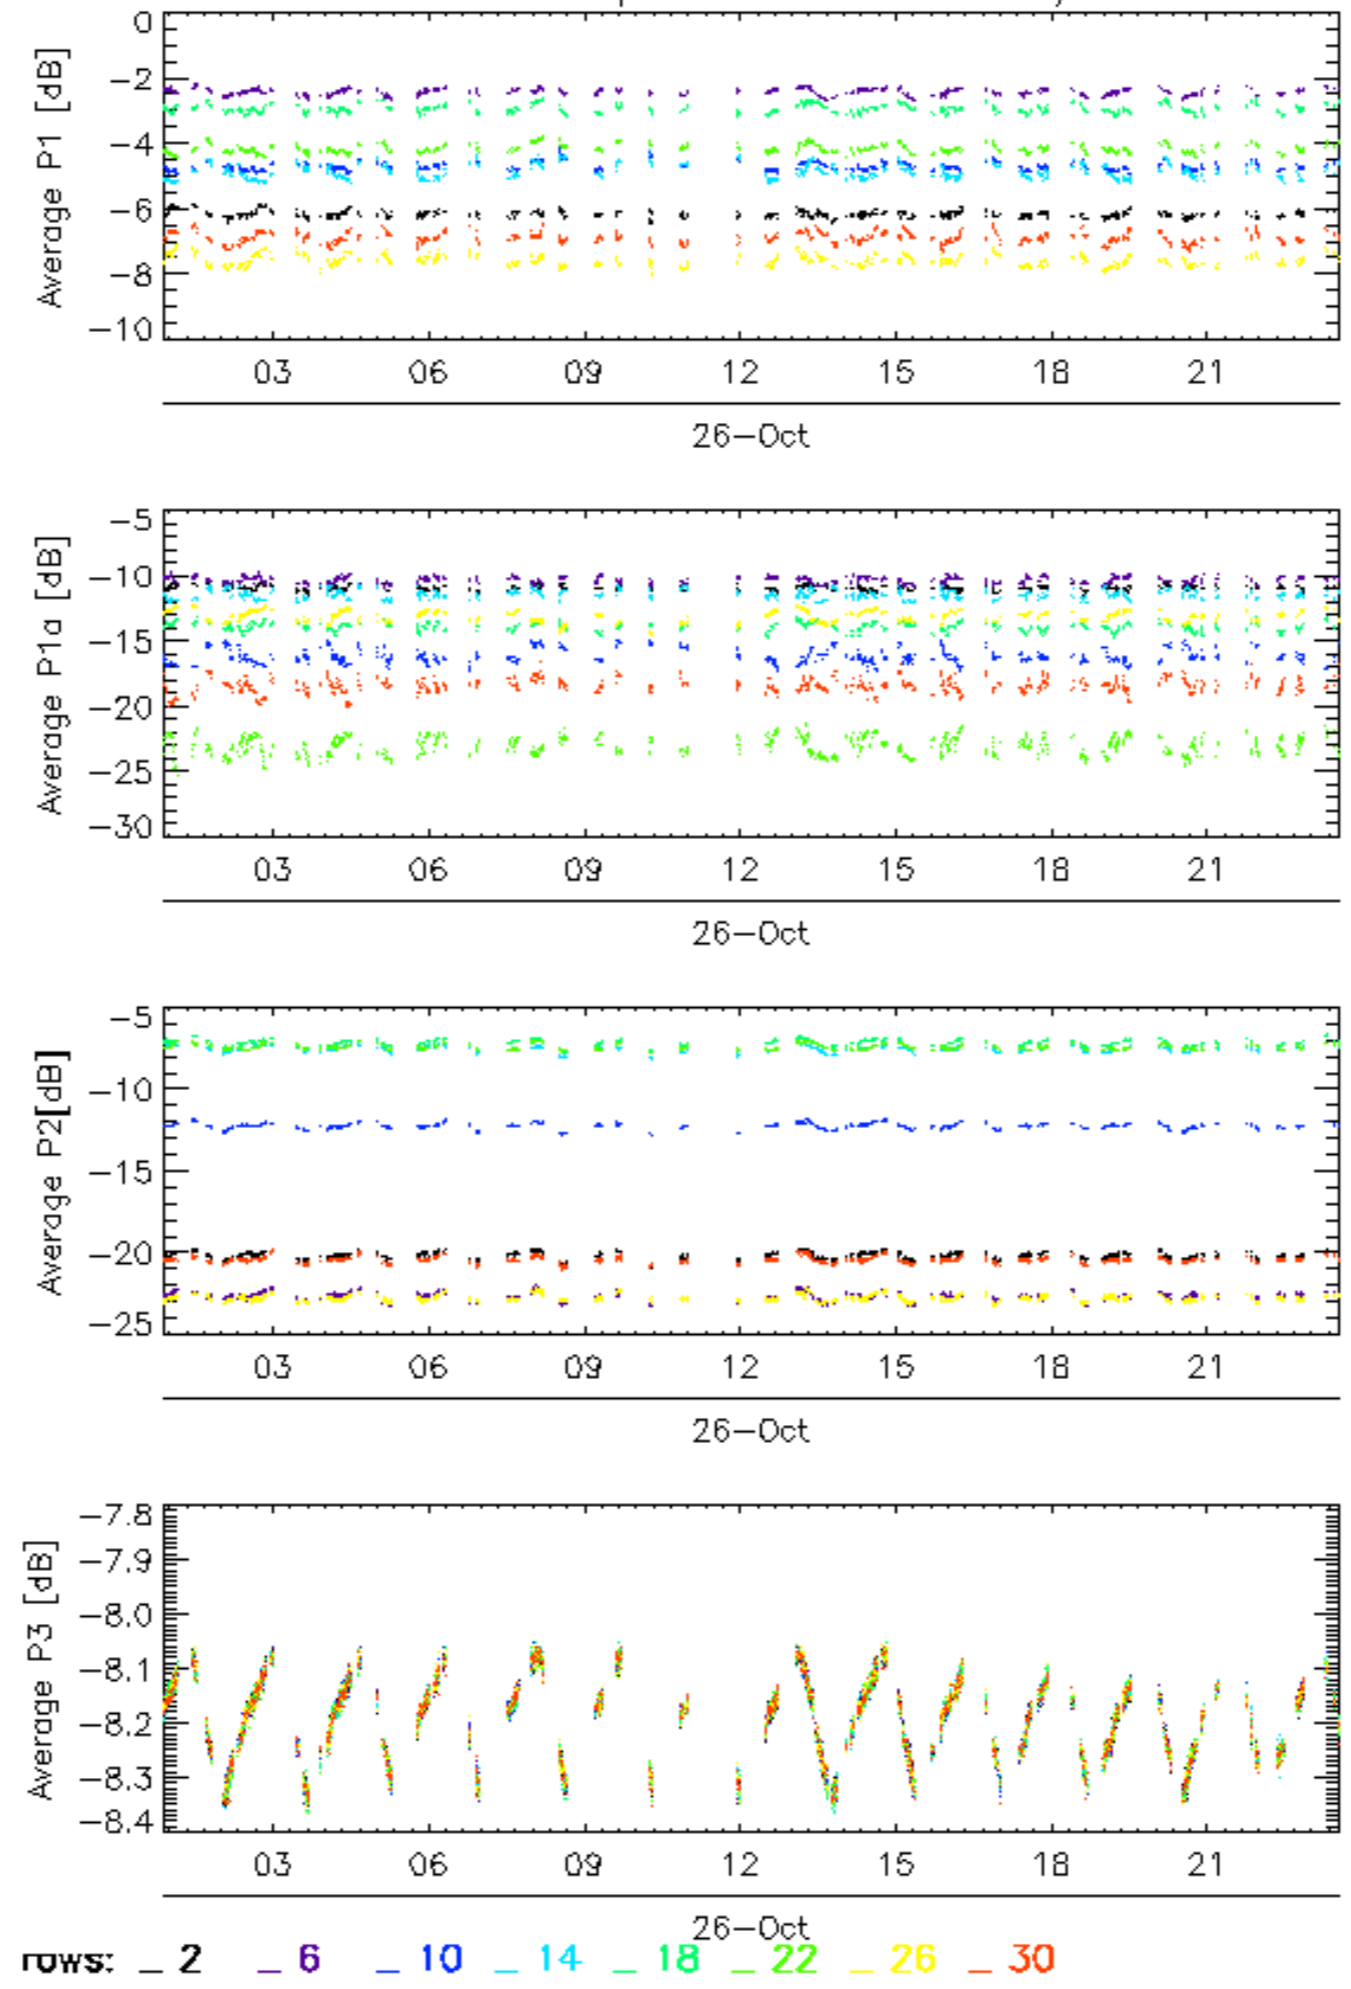 Average P1 [dB]
0
−2
−4
−6
−8
−10
03 06 09 12 15 18 21
26−Oct
Average P1a [dB]
−5
−10
−15
−20
−25
−30
03 06 09 12 15 18 21
26−Oct
Average P2[dB]
−5
−10
−15
−20
−25
03 06 09 12 15 18 21
26−Oct
Average P3 [dB]
−7.8
−7.9
−8.0
−8.1
−8.2
−8.3
−8.4
03 06 09 12 15 18 21
26−Oct
rows: _ 2 _ 6 _ 10 _ 14 _ 18 _ 22 _ 26 _ 30